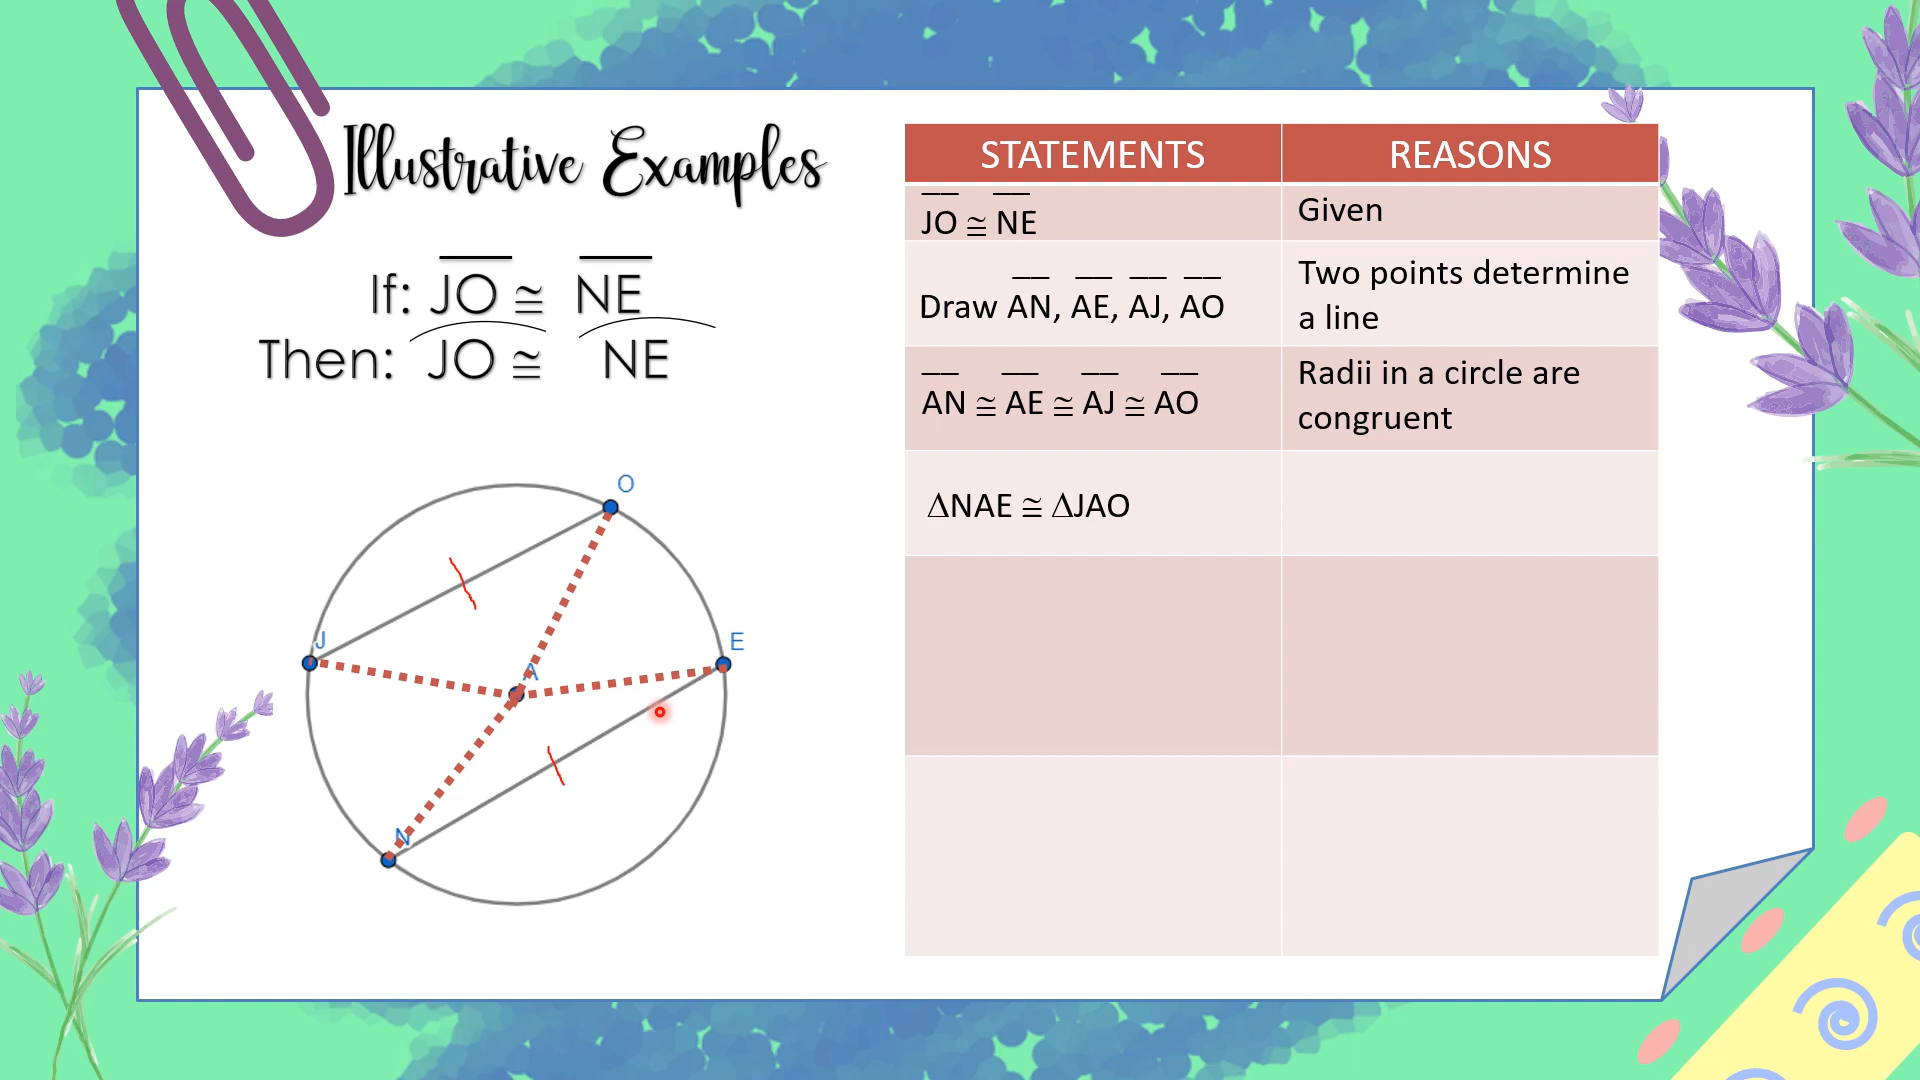 Illustrative Examples
If: JO ≅ NE
Then: JO ≅ NE
O
J
E
A
N
STATEMENTS REASONS
JO ≅ NE Given
Draw AN, AE, AJ, AO Two points determine
a line
AN ≅ AE ≅ AJ ≅ AO Radii in a circle are
congruent
ΔNAE ≅ ΔJAO